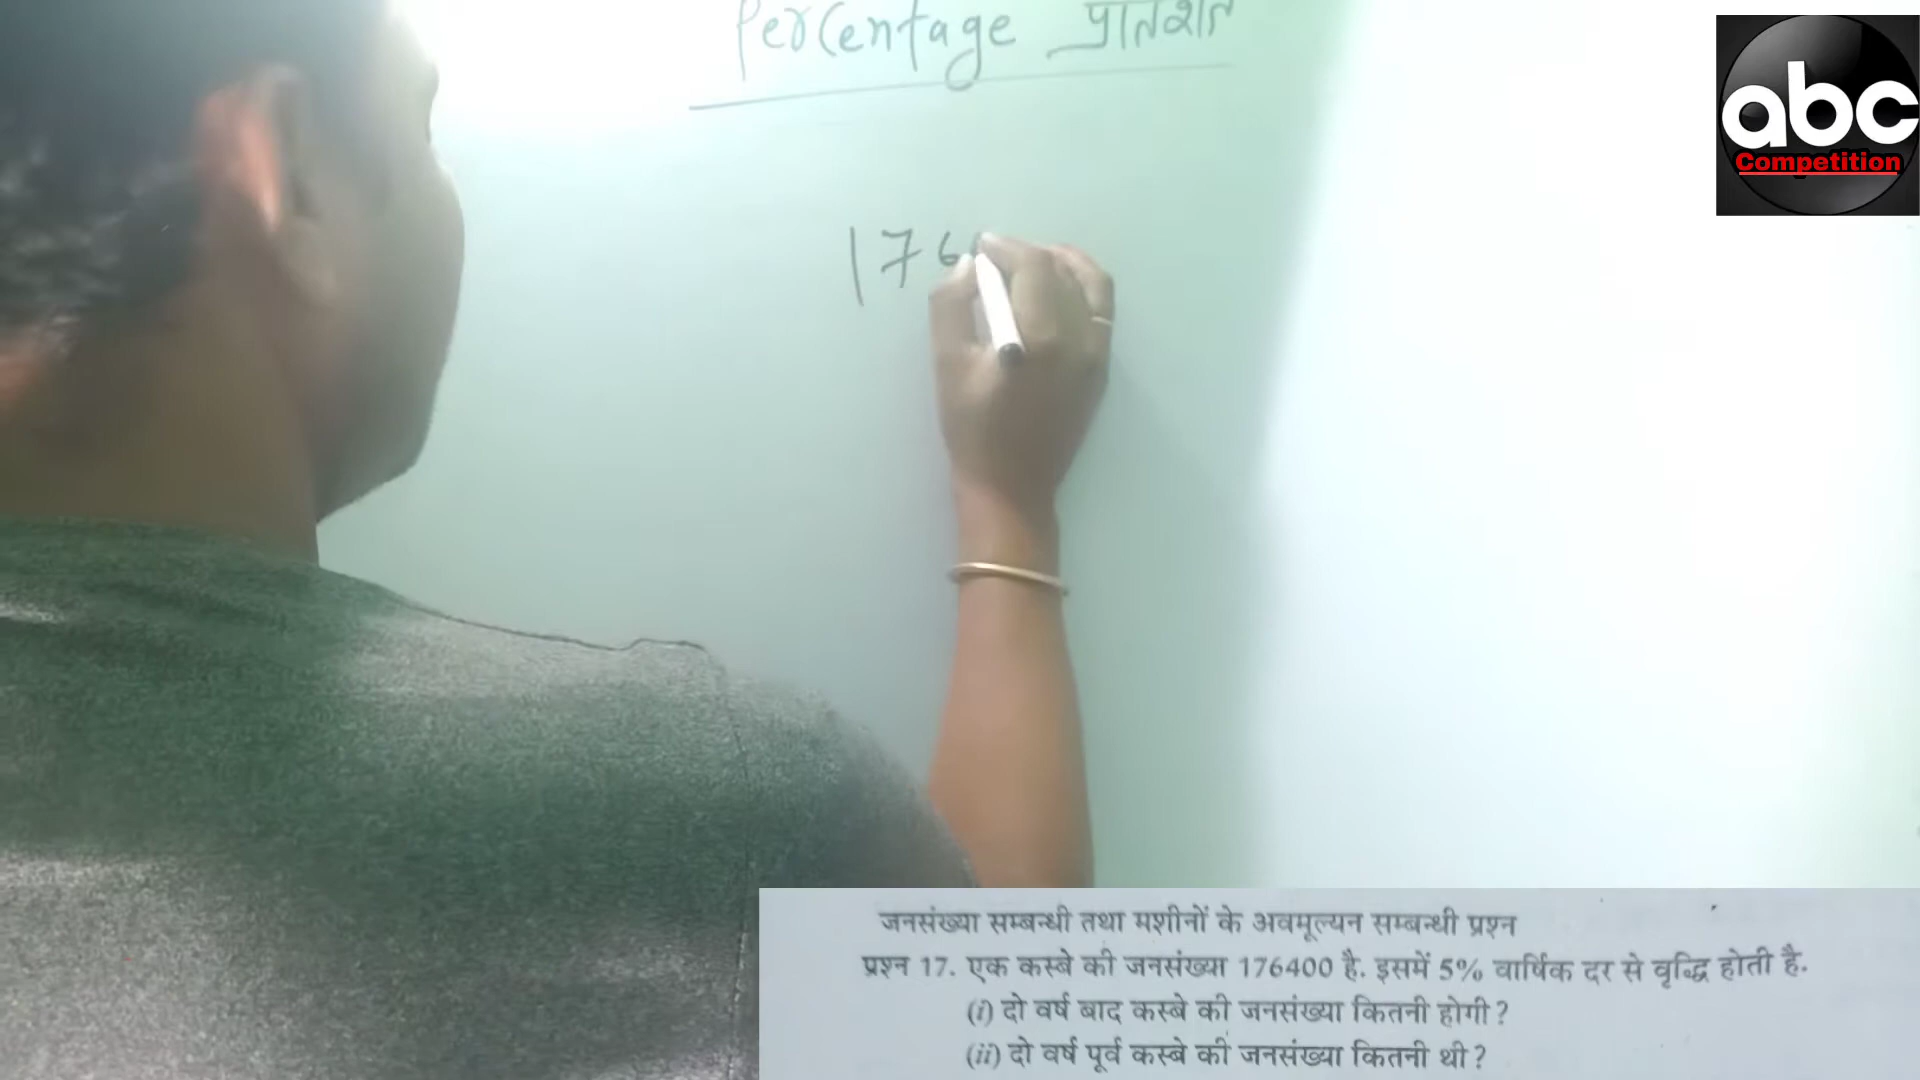 Percentage प्रतिशत
176
abc
Competition
जनसंख्या सम्बन्धी तथा मशीनों के अवमूल्यन सम्बन्धी प्रश्न
प्रश्न 17. एक कस्बे की जनसंख्या 176400 है. इसमें 5% वार्षिक दर से वृद्धि होती है.
(i) दो वर्ष बाद कस्बे की जनसंख्या कितनी होगी?
(ii) दो वर्ष पूर्व कस्बे की जनसंख्या कितनी थी?